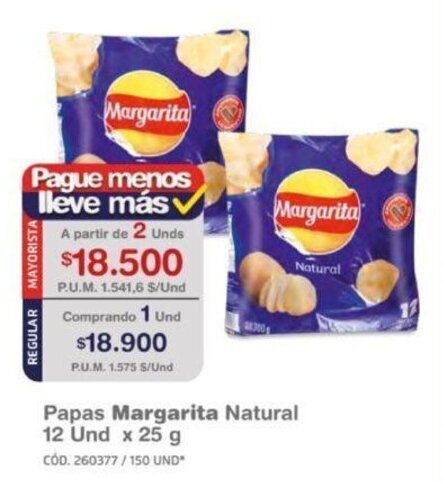 Margarita
Pague menos
lleve más
MAYORISTA
A partir de 2 Unds
$18.500
P.U.M. 1.541,6 $/Und
REGULAR
Comprando 1 Und
$18.900
P.U.M. 1.575 $/Und
Margarita
Natural
12
Papas Margarita Natural
12 Und x 25 g
CÓD. 260377 / 150 UND*